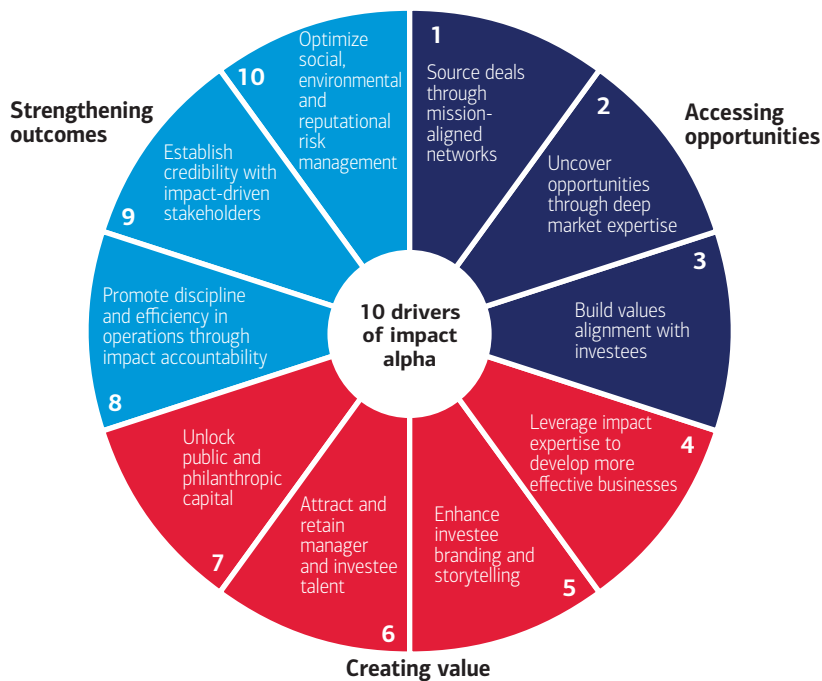 10 drivers
of impact
alpha
Accessing
opportunities
1
Source deals
through
mission-
aligned
networks
2
Uncover
opportunities
through deep
market expertise
3
Build values
alignment with
investees
Creating value
4
Leverage impact
expertise to
develop more
effective businesses
5
Enhance
investee
branding and
storytelling
6
Attract and
retain
manager
and investee
talent
7
Unlock
public and
philanthropic
capital
Strengthening
outcomes
8
Promote discipline
and efficiency in
operations through
impact accountability
9
Establish
credibility with
impact-driven
stakeholders
10
Optimize
social,
environmental
and
reputational
risk
management